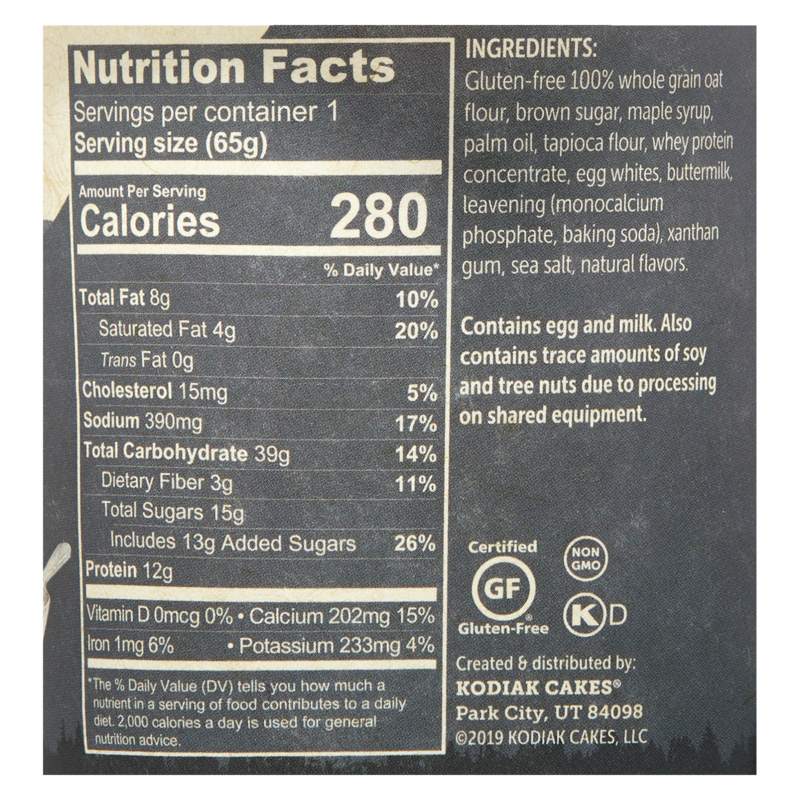 Nutrition Facts
Servings per container 1
Serving size (65g)
Amount Per Serving
Calories 280
% Daily Value*
Total Fat 8g 10%
Saturated Fat 4g 20%
Trans Fat 0g
Cholesterol 15mg 5%
Sodium 390mg 17%
Total Carbohydrate 39g 14%
Dietary Fiber 3g 11%
Total Sugars 15g
Includes 13g Added Sugars 26%
Protein 12g
Vitamin D 0mcg 0% • Calcium 202mg 15%
Iron 1mg 6% • Potassium 233mg 4%
*The % Daily Value (DV) tells you how much a
nutrient in a serving of food contributes to a daily
diet. 2,000 calories a day is used for general
nutrition advice.
INGREDIENTS:
Gluten-free 100% whole grain oat
flour, brown sugar, maple syrup,
palm oil, tapioca flour, whey protein
concentrate, egg whites, buttermilk,
leavening (monocalcium
phosphate, baking soda), xanthan
gum, sea salt, natural flavors.
Contains egg and milk. Also
contains trace amounts of soy
and tree nuts due to processing
on shared equipment.
Certified
GF®
Gluten-Free
NON
GMO
K D
Created & distributed by:
KODIAK CAKES®
Park City, UT 84098
©2019 KODIAK CAKES, LLC